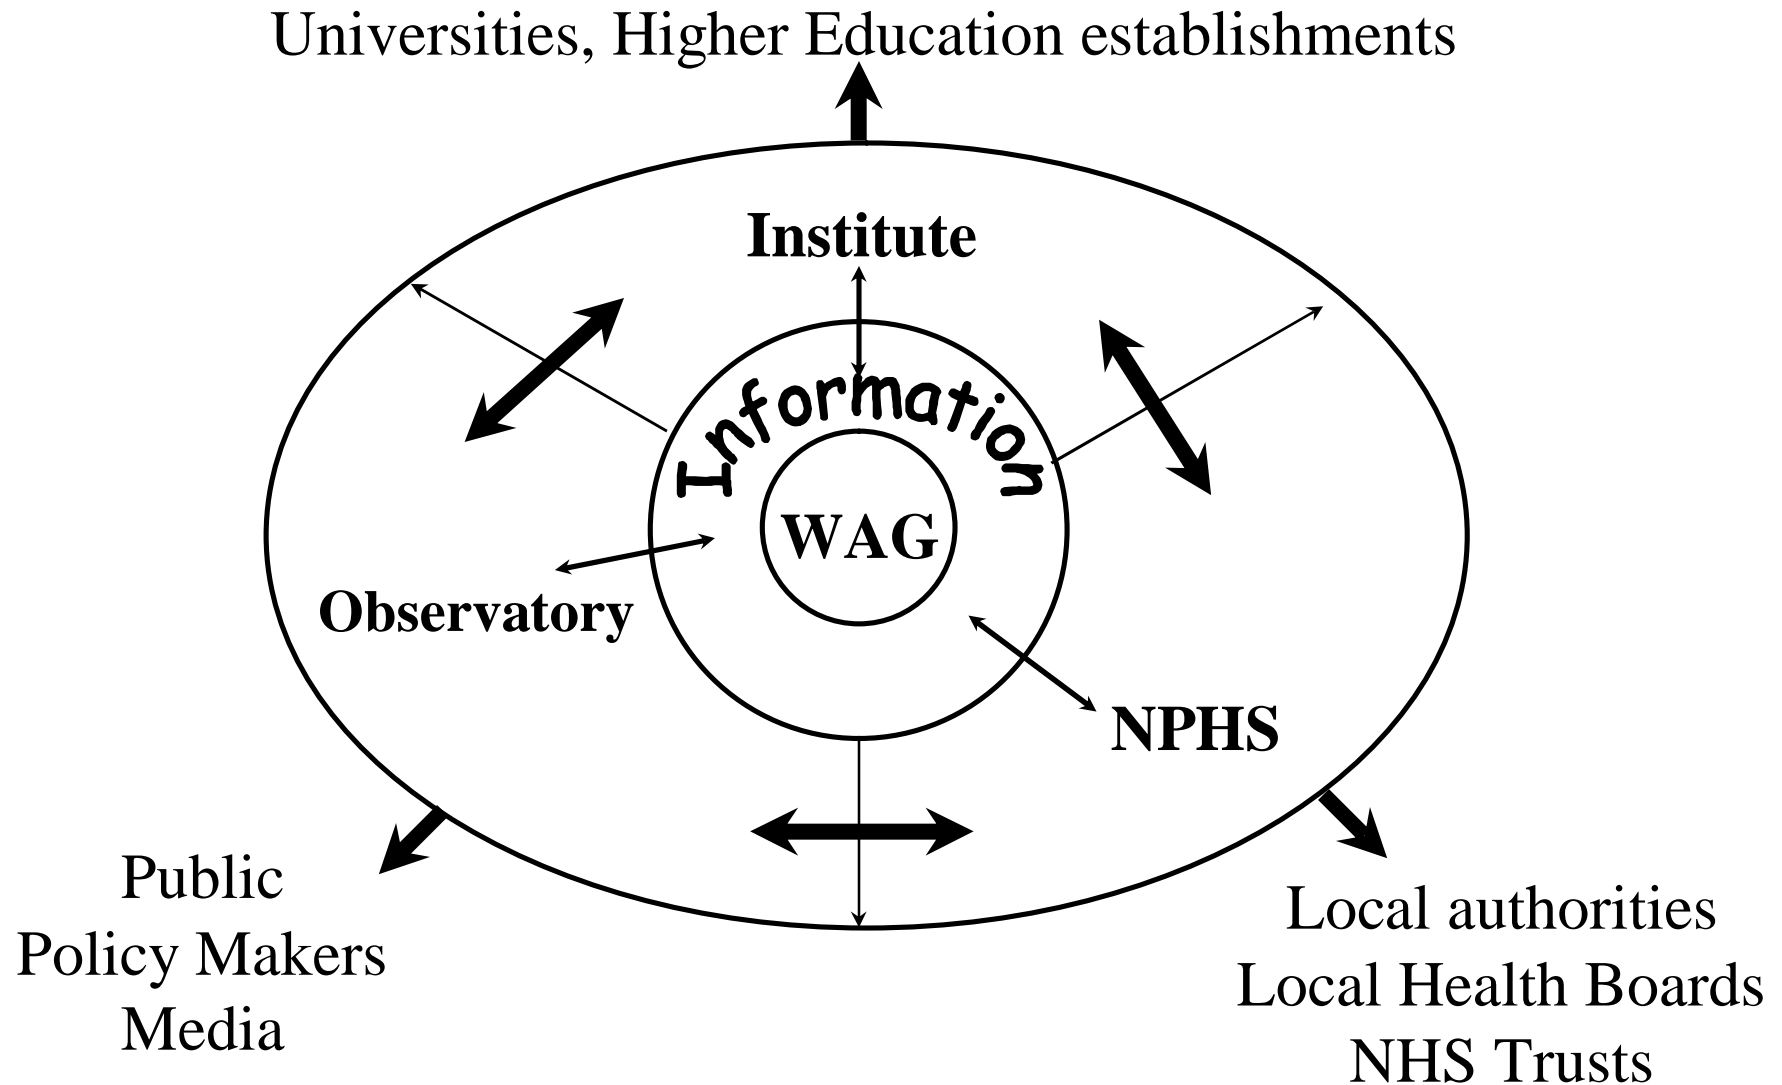 Universities, Higher Education establishments
Institute
Information
WAG
Observatory
NPHS
Public
Policy Makers
Media
Local authorities
Local Health Boards
NHS Trusts